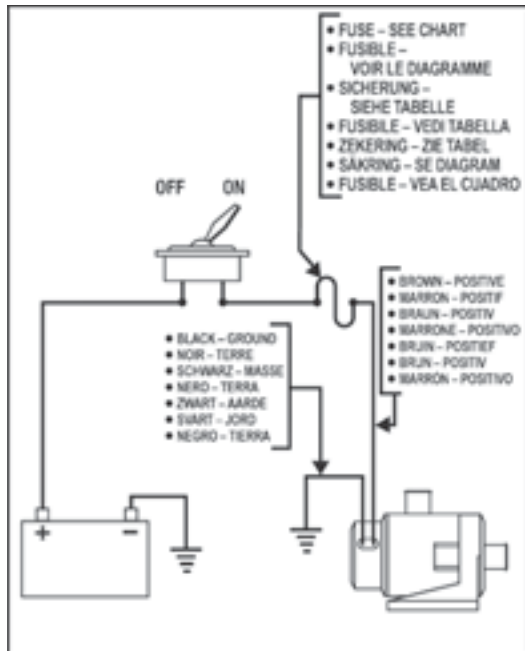 • FUSE – SEE CHART
• FUSIBLE –
VOIR LE DIAGRAMME
• SICHERUNG –
SIEHE TABELLE
• FUSIBILE – VEDI TABELLA
• ZEKERING – ZIE TABEL
• SÄKRING – SE DIAGRAM
• FUSIBLE – VEA EL CUADRO
OFF ON
• BROWN – POSITIVE
• MARRON – POSITIF
• BRAUN – POSITIV
• MARRONE – POSITIVO
• BRUIN – POSITIEF
• BRUN – POSITIV
• MARRÓN – POSITIVO
• BLACK – GROUND
• NOIR – TERRE
• SCHWARZ – MASSE
• NERO – TERRA
• ZWART – AARDE
• SVART – JORD
• NEGRO – TIERRA
+ –